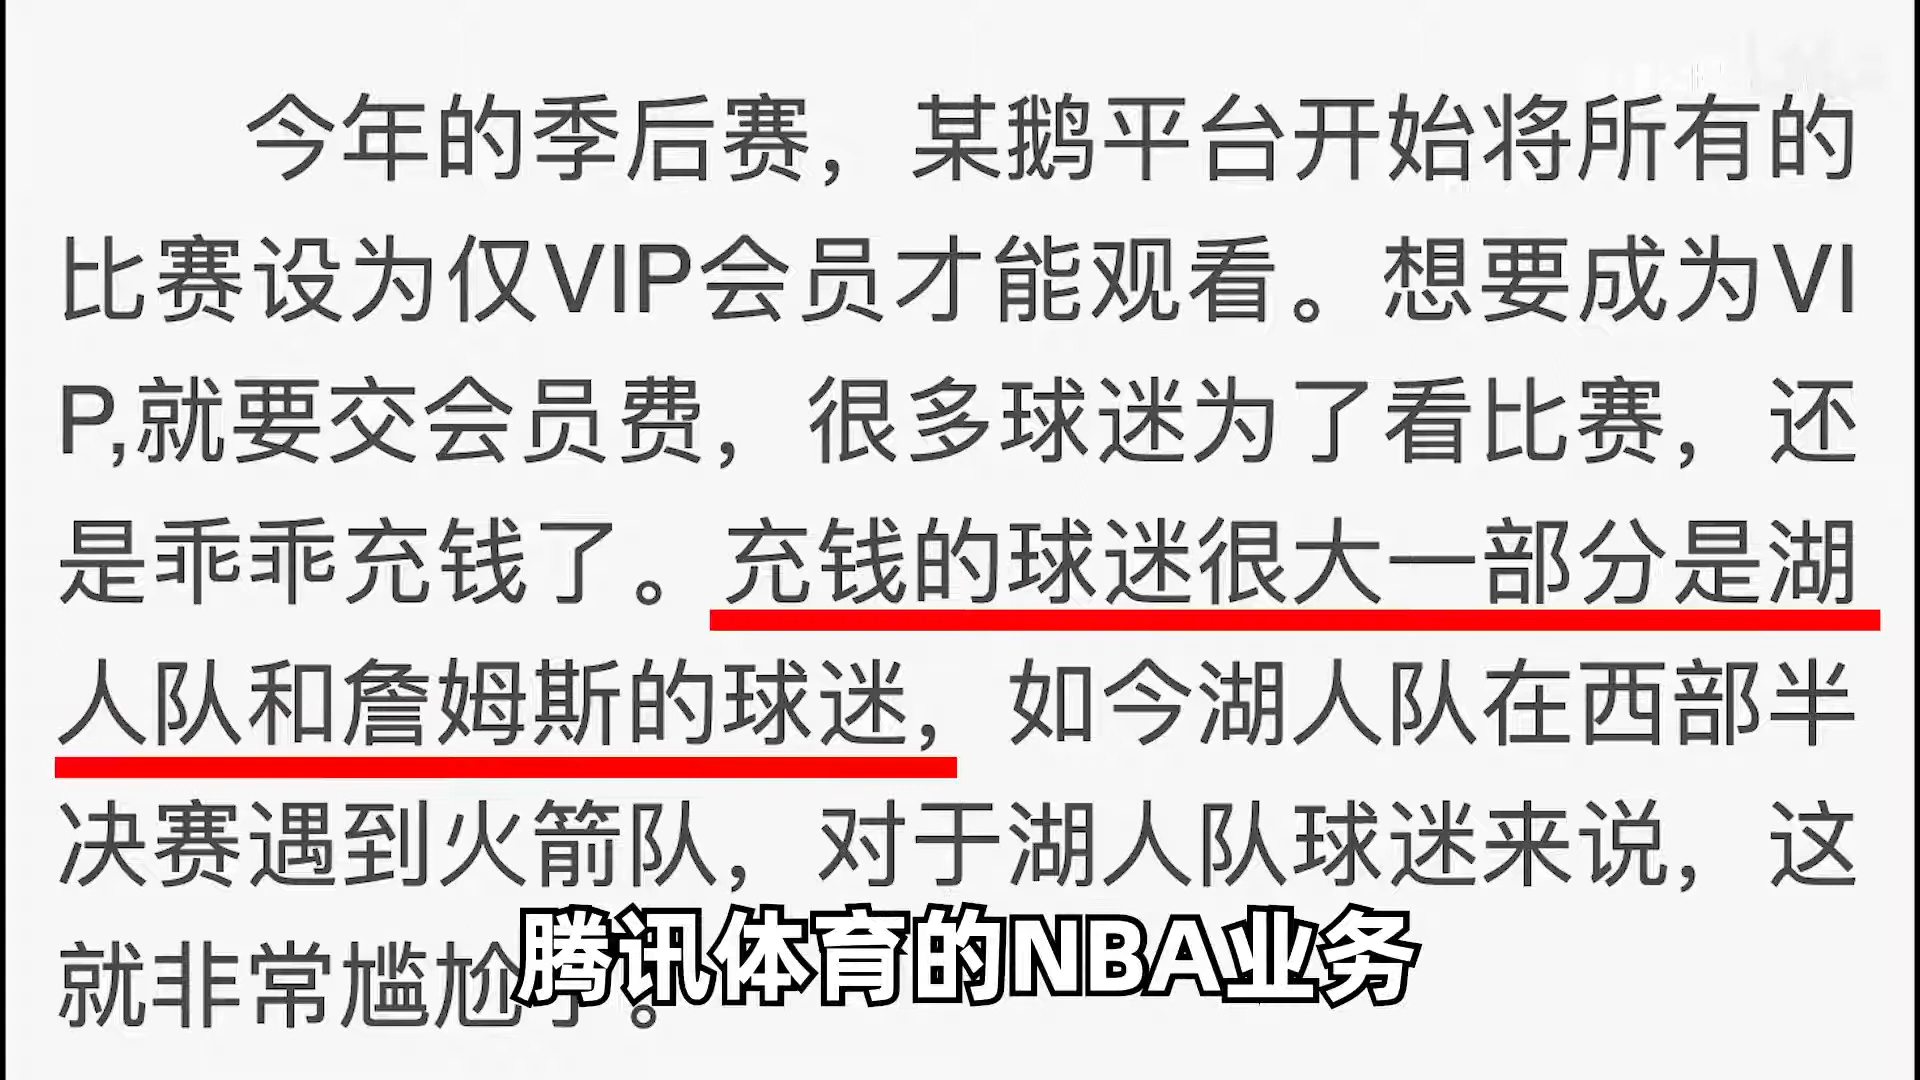 今年的季后赛，某鹅平台开始将所有的
比赛设为仅VIP会员才能观看。想要成为VI
P,就要交会员费，很多球迷为了看比赛，还
是乖乖充钱了。充钱的球迷很大一部分是湖
人队和詹姆斯的球迷，如今湖人队在西部半
决赛遇到火箭队，对于湖人队球迷来说，这
就非常尴尬了。
腾讯体育的NBA业务